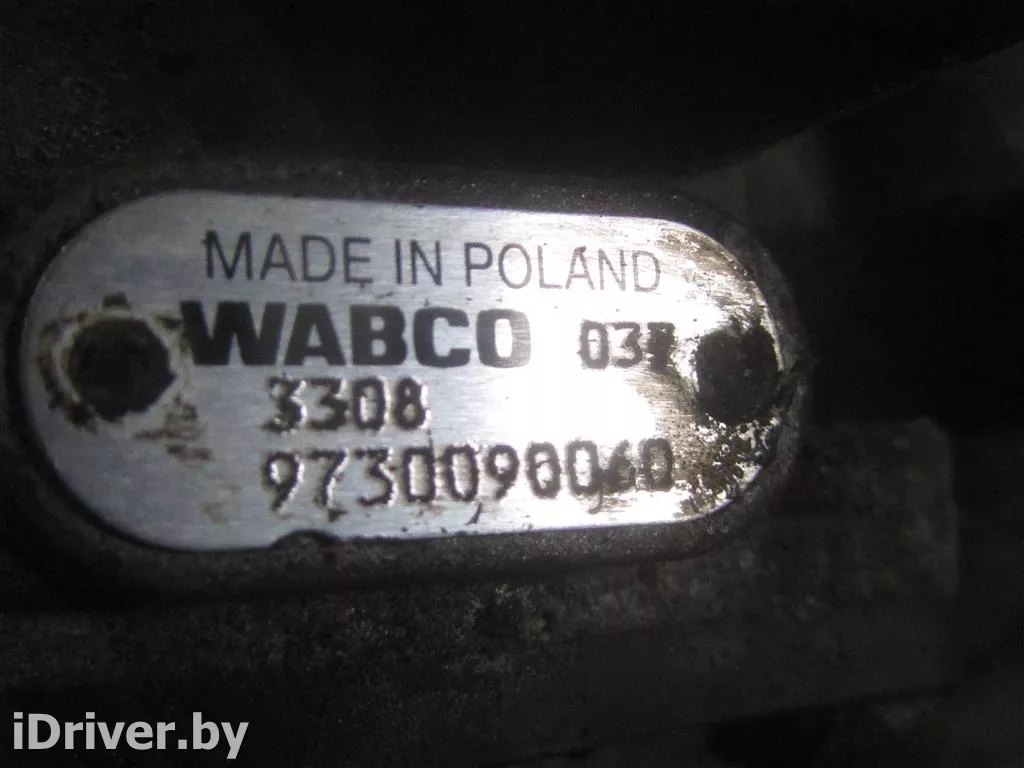 MADE IN POLAND
WABCO
3308
9730090060
iDriver.by